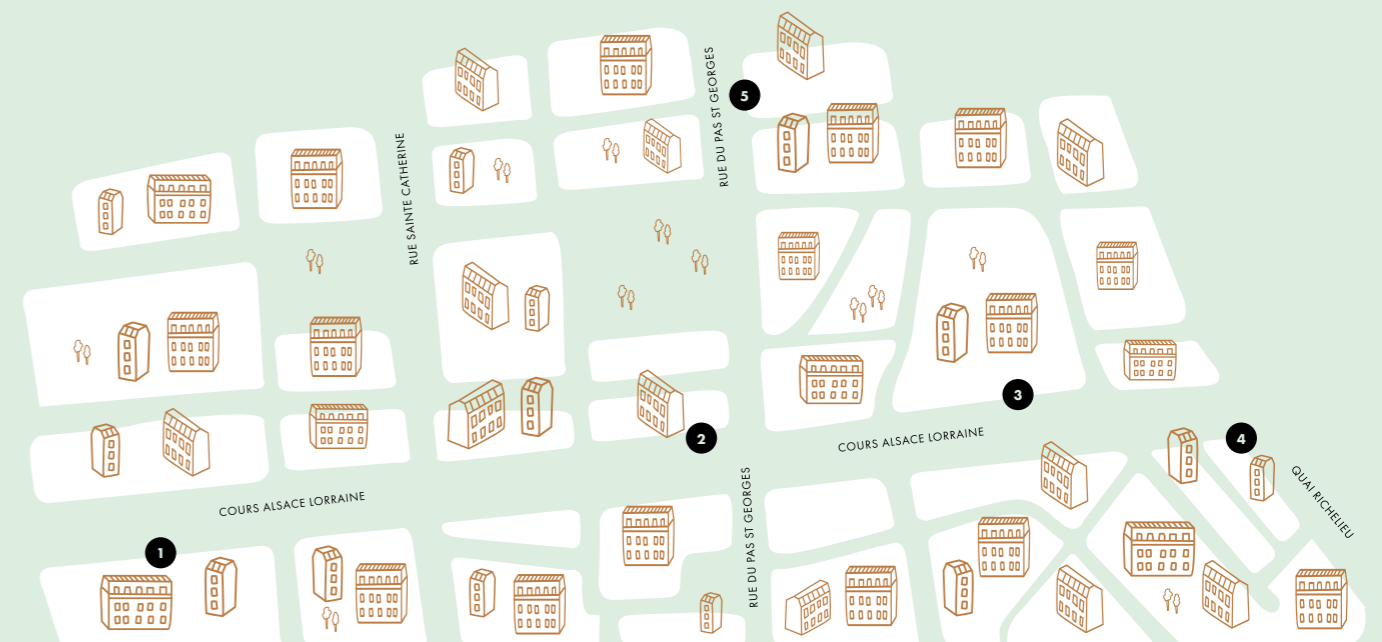 RUE DU PAS ST GEORGES
5
RUE SAINTE CATHERINE
3
2
COURS ALSACE LORRAINE
4
QUAI RICHELIEU
COURS ALSACE LORRAINE
RUE DU PAS ST GEORGES
1